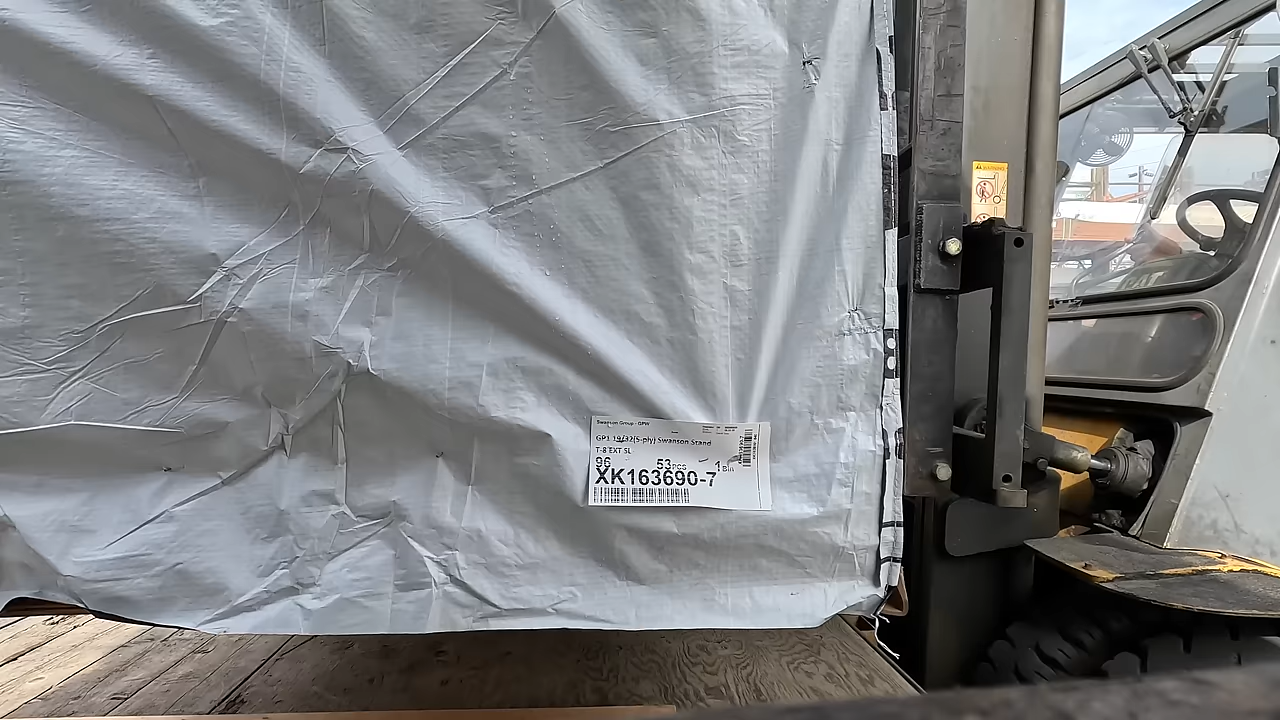 WARNING
Swanson Group - GPW
GP1 19/32(5-ply) Swanson Stand
T-8 EXT SL
96 53PCS 1 Bin
XK163690-7